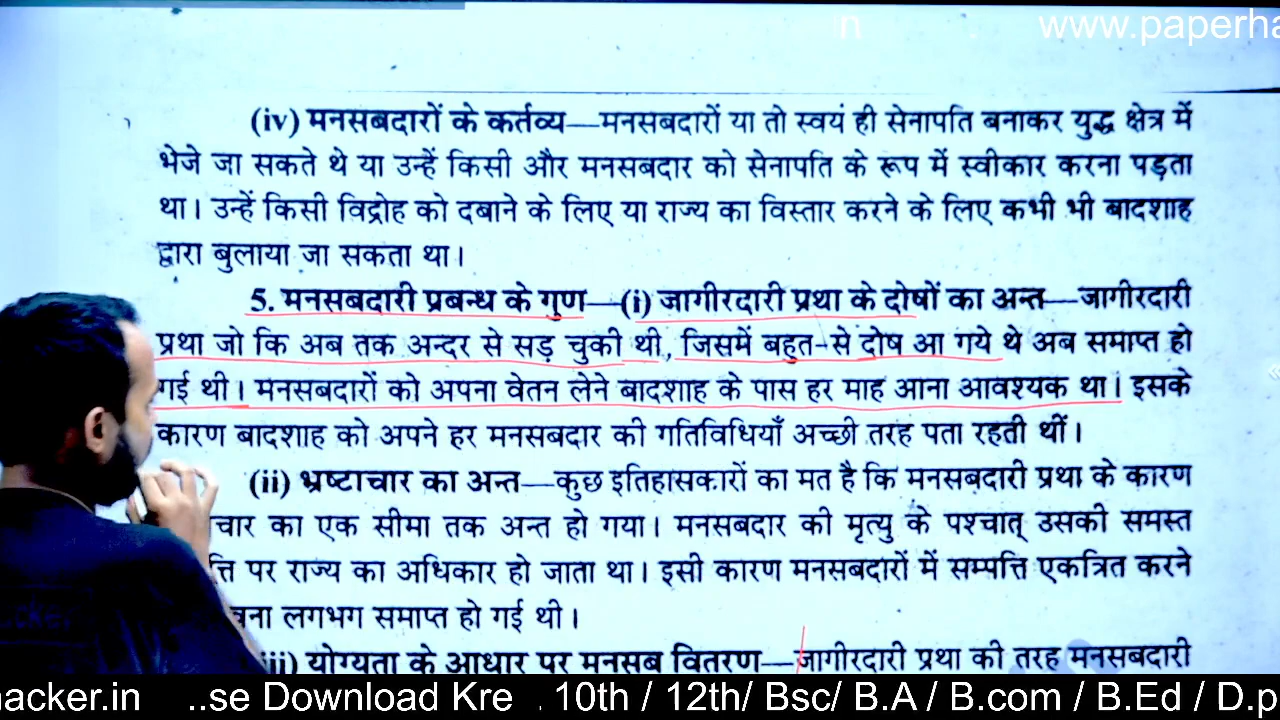 www.paperha
(iv) मनसबदारों के कर्तव्य—मनसबदारों या तो स्वयं ही सेनापति बनाकर युद्ध क्षेत्र में
भेजे जा सकते थे या उन्हें किसी और मनसबदार को सेनापति के रूप में स्वीकार करना पड़ता
था। उन्हें किसी विद्रोह को दबाने के लिए या राज्य का विस्तार करने के लिए कभी भी बादशाह
द्वारा बुलाया जा सकता था।
5. मनसबदारी प्रबन्ध के गुण—(i) जागीरदारी प्रथा के दोषों का अन्त—जागीरदारी
प्रथा जो कि अब तक अन्दर से सड़ चुकी थी, जिसमें बहुत-से दोष आ गये थे अब समाप्त हो
गई थी। मनसबदारों को अपना वेतन लेने बादशाह के पास हर माह आना आवश्यक था। इसके
कारण बादशाह को अपने हर मनसबदार की गतिविधियाँ अच्छी तरह पता रहती थीं।
(ii) भ्रष्टाचार का अन्त—कुछ इतिहासकारों का मत है कि मनसबदारी प्रथा के कारण
चार का एक सीमा तक अन्त हो गया। मनसबदार की मृत्यु के पश्चात् उसकी समस्त
त्ति पर राज्य का अधिकार हो जाता था। इसी कारण मनसबदारों में सम्पत्ति एकत्रित करने
वना लगभग समाप्त हो गई थी।
iii) योग्यता के आधार पर मनसब वितरण—जागीरदारी प्रथा की तरह मनसबदारी
hacker.in ..se Download Kre . 10th / 12th/ Bsc/ B.A / B.com / B.Ed / D.p